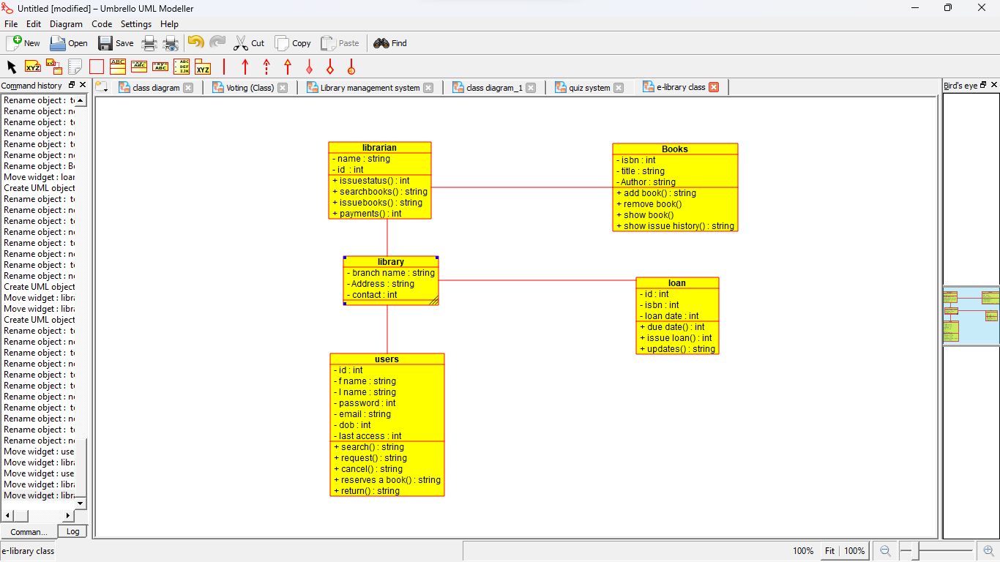 Untitled [modified] – Umbrello UML Modeller
File Edit Diagram Code Settings Help
New Open Save Cut Copy Paste Find
Command history
class diagram
Voting (Class)
Library management system
class diagram_1
quiz system
e-library class
Bird's eye
Rename object : t
Rename object : n
Rename object : t
Rename object : n
Rename object : t
Rename object : n
Rename object : B
Move widget : loar
Create UML object
Rename object : t
Rename object : n
Rename object : t
Rename object : n
Rename object : t
Rename object : n
Rename object : t
Rename object : n
Create UML object
Move widget : libr
Move widget : libr
Create UML object
Rename object : t
Rename object : n
Rename object : t
Rename object : n
Rename object : t
Rename object : t
Rename object : t
Rename object : n
Rename object : t
Rename object : n
Rename object : t
Rename object : n
Move widget : use
Move widget : libr
Move widget : use
Move widget : libr
Move widget : libr
Comman...
Log
librarian
- name : string
- id : int
+ issuestatus() : int
+ searchbooks() : string
+ issuebooks() : string
+ payments() : int
Books
- isbn : int
- title : string
- Author : string
+ add book() : string
+ remove book()
+ show book()
+ show issue history() : string
library
- branch name : string
- Address : string
- contact : int
loan
- id : int
- isbn : int
- loan date : int
+ due date() : int
+ issue loan() : int
+ updates() : string
users
- id : int
- f name : string
- l name : string
- password : int
- email : string
- dob : int
- last access : int
+ search() : string
+ request() : string
+ cancel() : string
+ reserves a book() : string
+ return() : string
e-library class
100% Fit 100%